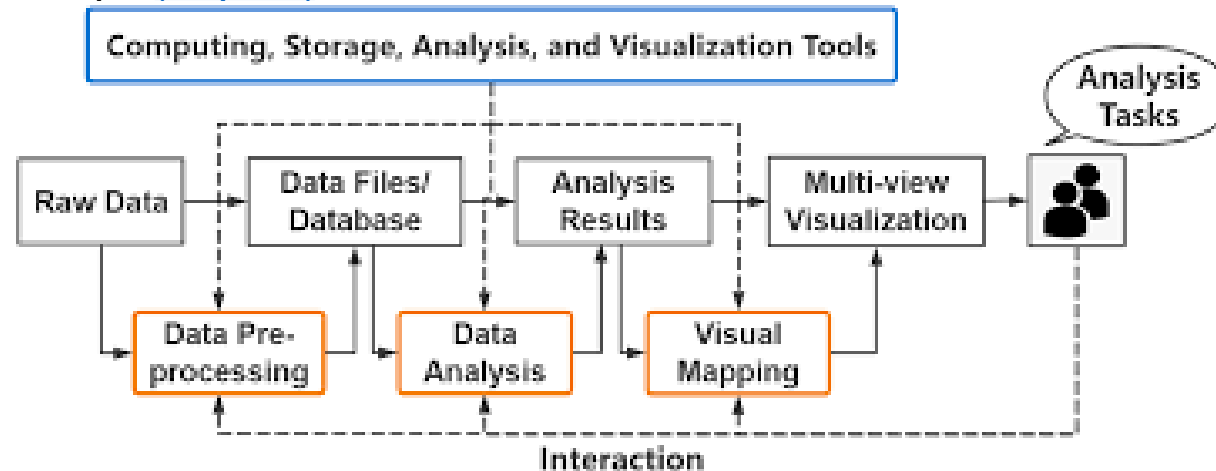 Computing, Storage, Analysis, and Visualization Tools
Analysis
Tasks
Raw Data
Data Files/
Database
Analysis
Results
Multi-view
Visualization
Data Pre-
processing
Data
Analysis
Visual
Mapping
Interaction